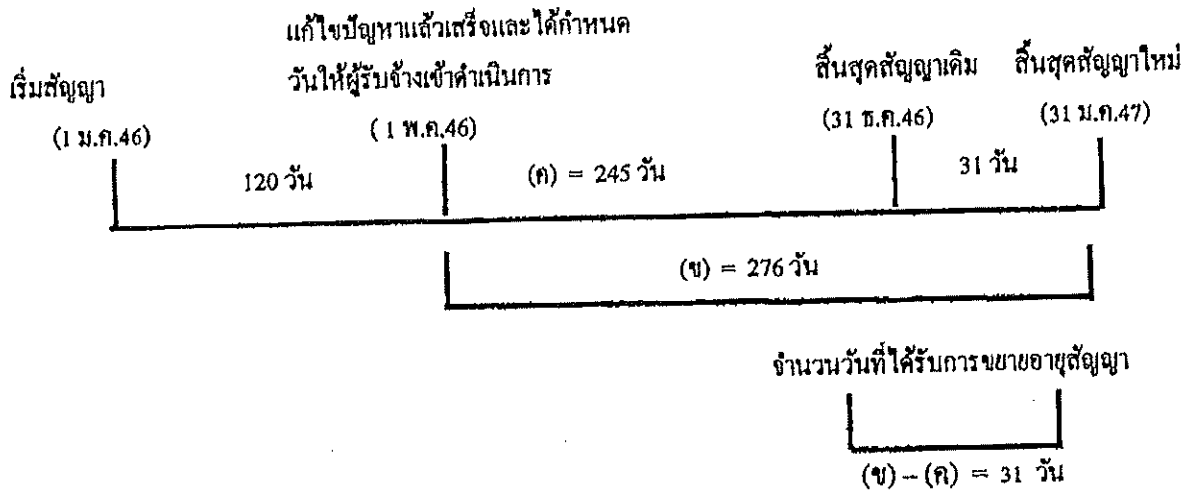 แก้ไขปัญหาแล้วเสร็จและได้กำหนด
วันให้ผู้รับจ้างเข้าดำเนินการ
เริ่มสัญญา
สิ้นสุดสัญญาเดิม
สิ้นสุดสัญญาใหม่
(1 ม.ค.46)
( 1 พ.ค.46)
(31 ธ.ค.46)
(31 ม.ค.47)
120 วัน
(ค) = 245 วัน
31 วัน
(ข) = 276 วัน
จำนวนวันที่ได้รับการขยายอายุสัญญา
(ข) – (ค) = 31 วัน